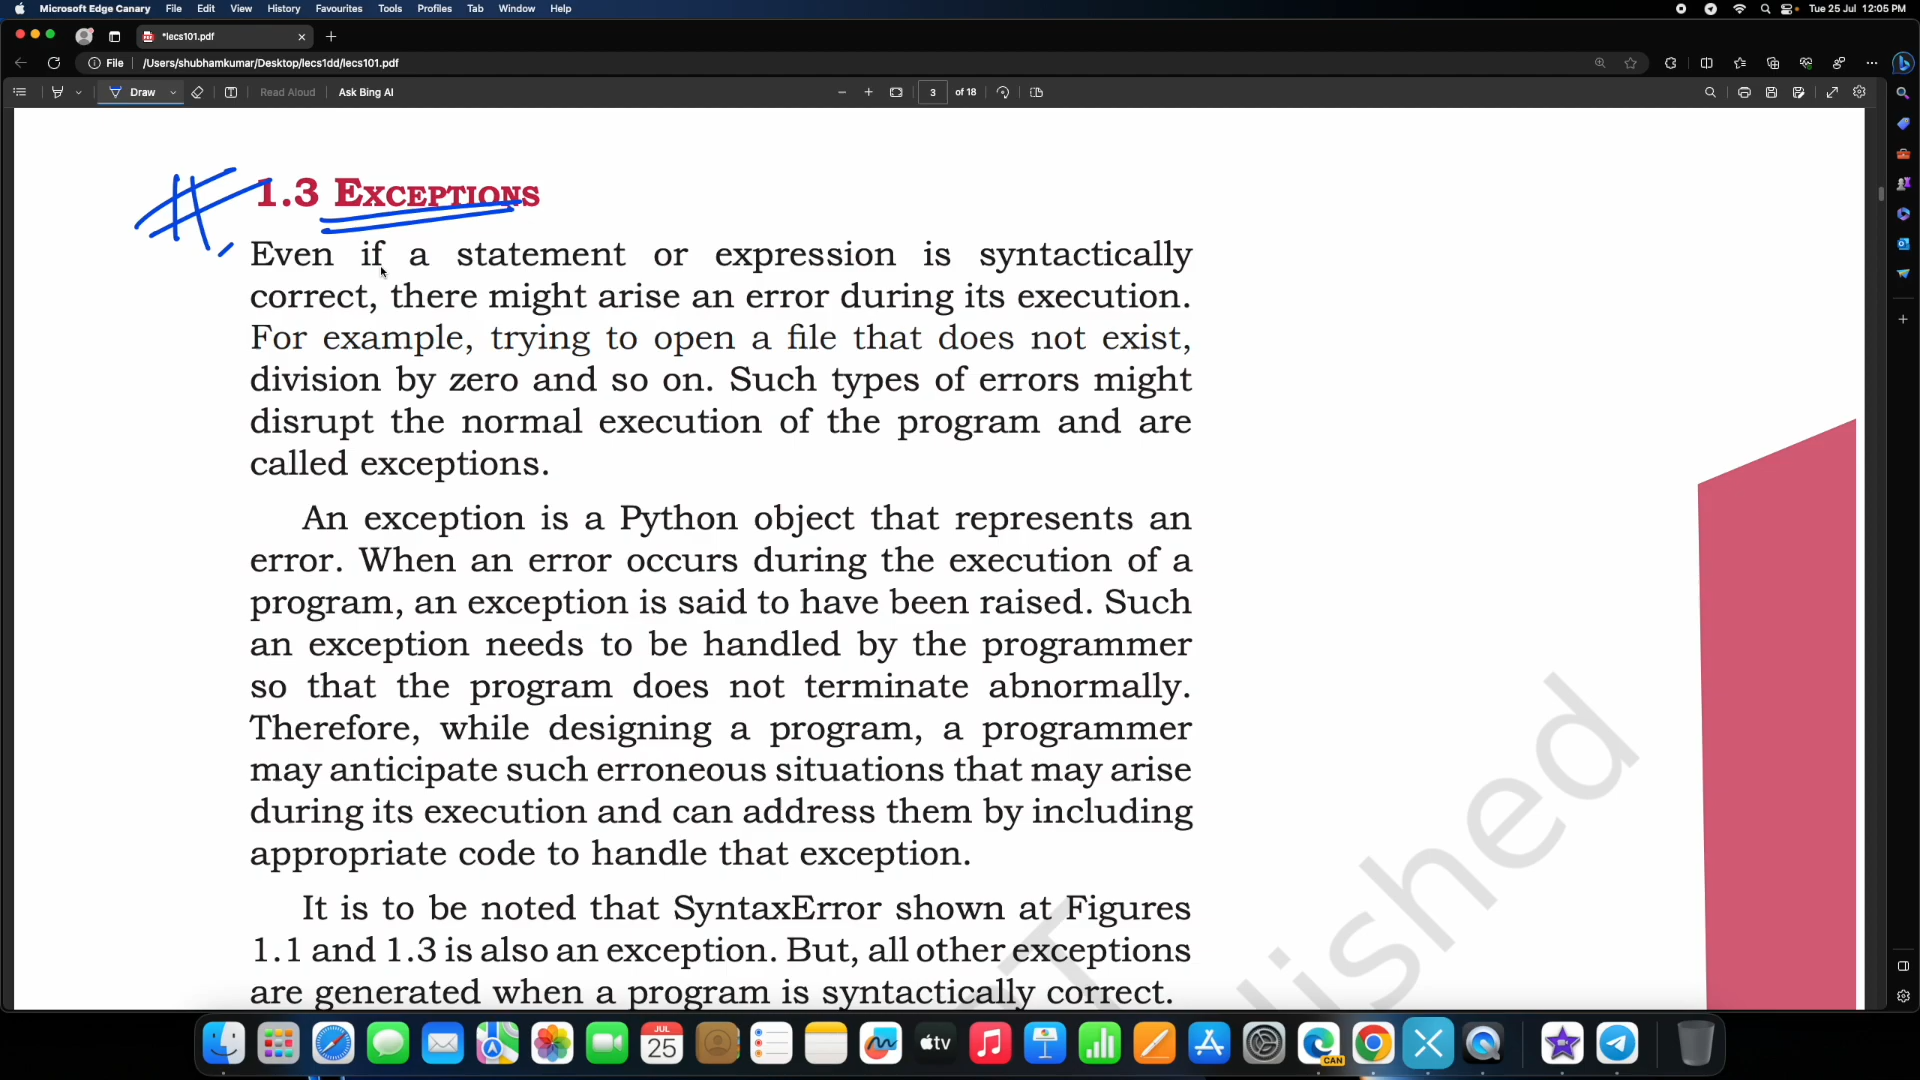 Microsoft Edge Canary File Edit View History Favourites Tools Profiles Tab Window Help Tue 25 Jul 12:05 PM
*lecs101.pdf
File /Users/shubhamkumar/Desktop/lecs1dd/lecs101.pdf
Draw Read Aloud Ask Bing AI 3 of 18
# 1.3 EXCEPTIONS
Even if a statement or expression is syntactically
correct, there might arise an error during its execution.
For example, trying to open a file that does not exist,
division by zero and so on. Such types of errors might
disrupt the normal execution of the program and are
called exceptions.
An exception is a Python object that represents an
error. When an error occurs during the execution of a
program, an exception is said to have been raised. Such
an exception needs to be handled by the programmer
so that the program does not terminate abnormally.
Therefore, while designing a program, a programmer
may anticipate such erroneous situations that may arise
during its execution and can address them by including
appropriate code to handle that exception.
It is to be noted that SyntaxError shown at Figures
1.1 and 1.3 is also an exception. But, all other exceptions
are generated when a program is syntactically correct.
T
lished
JUL
25
tv
CAN